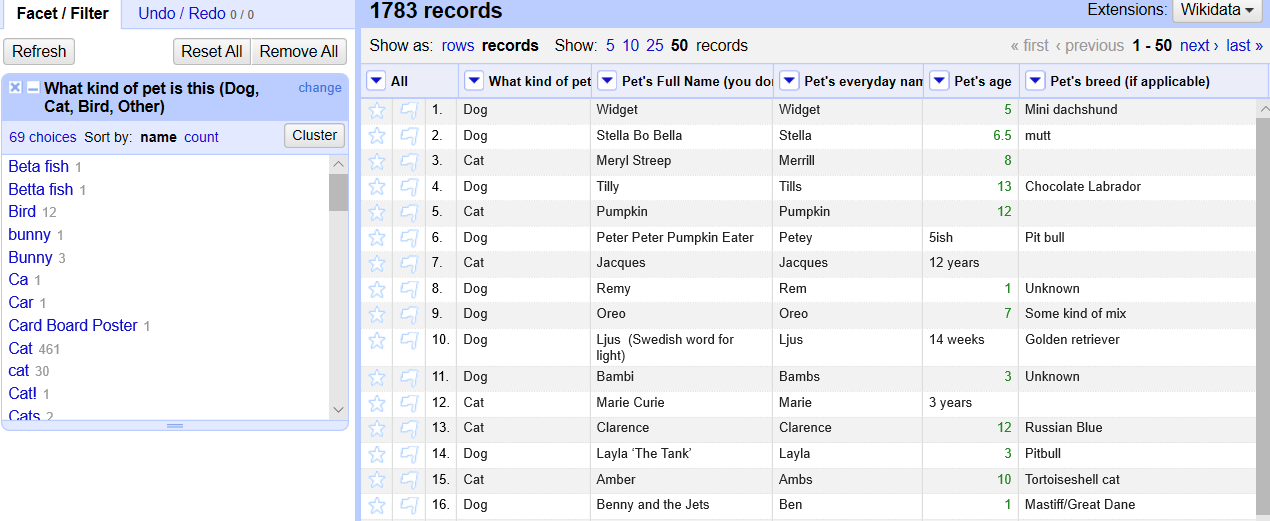 Facet / Filter Undo / Redo 0 / 0
Refresh Reset All Remove All
What kind of pet is this (Dog, Cat, Bird, Other) change
69 choices Sort by: name count Cluster
Beta fish 1
Betta fish 1
Bird 12
bunny 1
Bunny 3
Ca 1
Car 1
Card Board Poster 1
Cat 461
cat 30
Cat! 1
Cats 2
1783 records Extensions: Wikidata
Show as: rows records Show: 5 10 25 50 records « first ‹ previous 1 - 50 next › last »
All What kind of pet Pet's Full Name (you do Pet's everyday nam Pet's age Pet's breed (if applicable)
1. Dog Widget Widget 5 Mini dachshund
2. Dog Stella Bo Bella Stella 6.5 mutt
3. Cat Meryl Streep Merrill 8
4. Dog Tilly Tills 13 Chocolate Labrador
5. Cat Pumpkin Pumpkin 12
6. Dog Peter Peter Pumpkin Eater Petey 5ish Pit bull
7. Cat Jacques Jacques 12 years
8. Dog Remy Rem 1 Unknown
9. Dog Oreo Oreo 7 Some kind of mix
10. Dog Ljus (Swedish word for light) Ljus 14 weeks Golden retriever
11. Dog Bambi Bambs 3 Unknown
12. Cat Marie Curie Marie 3 years
13. Cat Clarence Clarence 12 Russian Blue
14. Dog Layla ‘The Tank’ Layla 3 Pitbull
15. Cat Amber Ambs 10 Tortoiseshell cat
16. Dog Benny and the Jets Ben 1 Mastiff/Great Dane